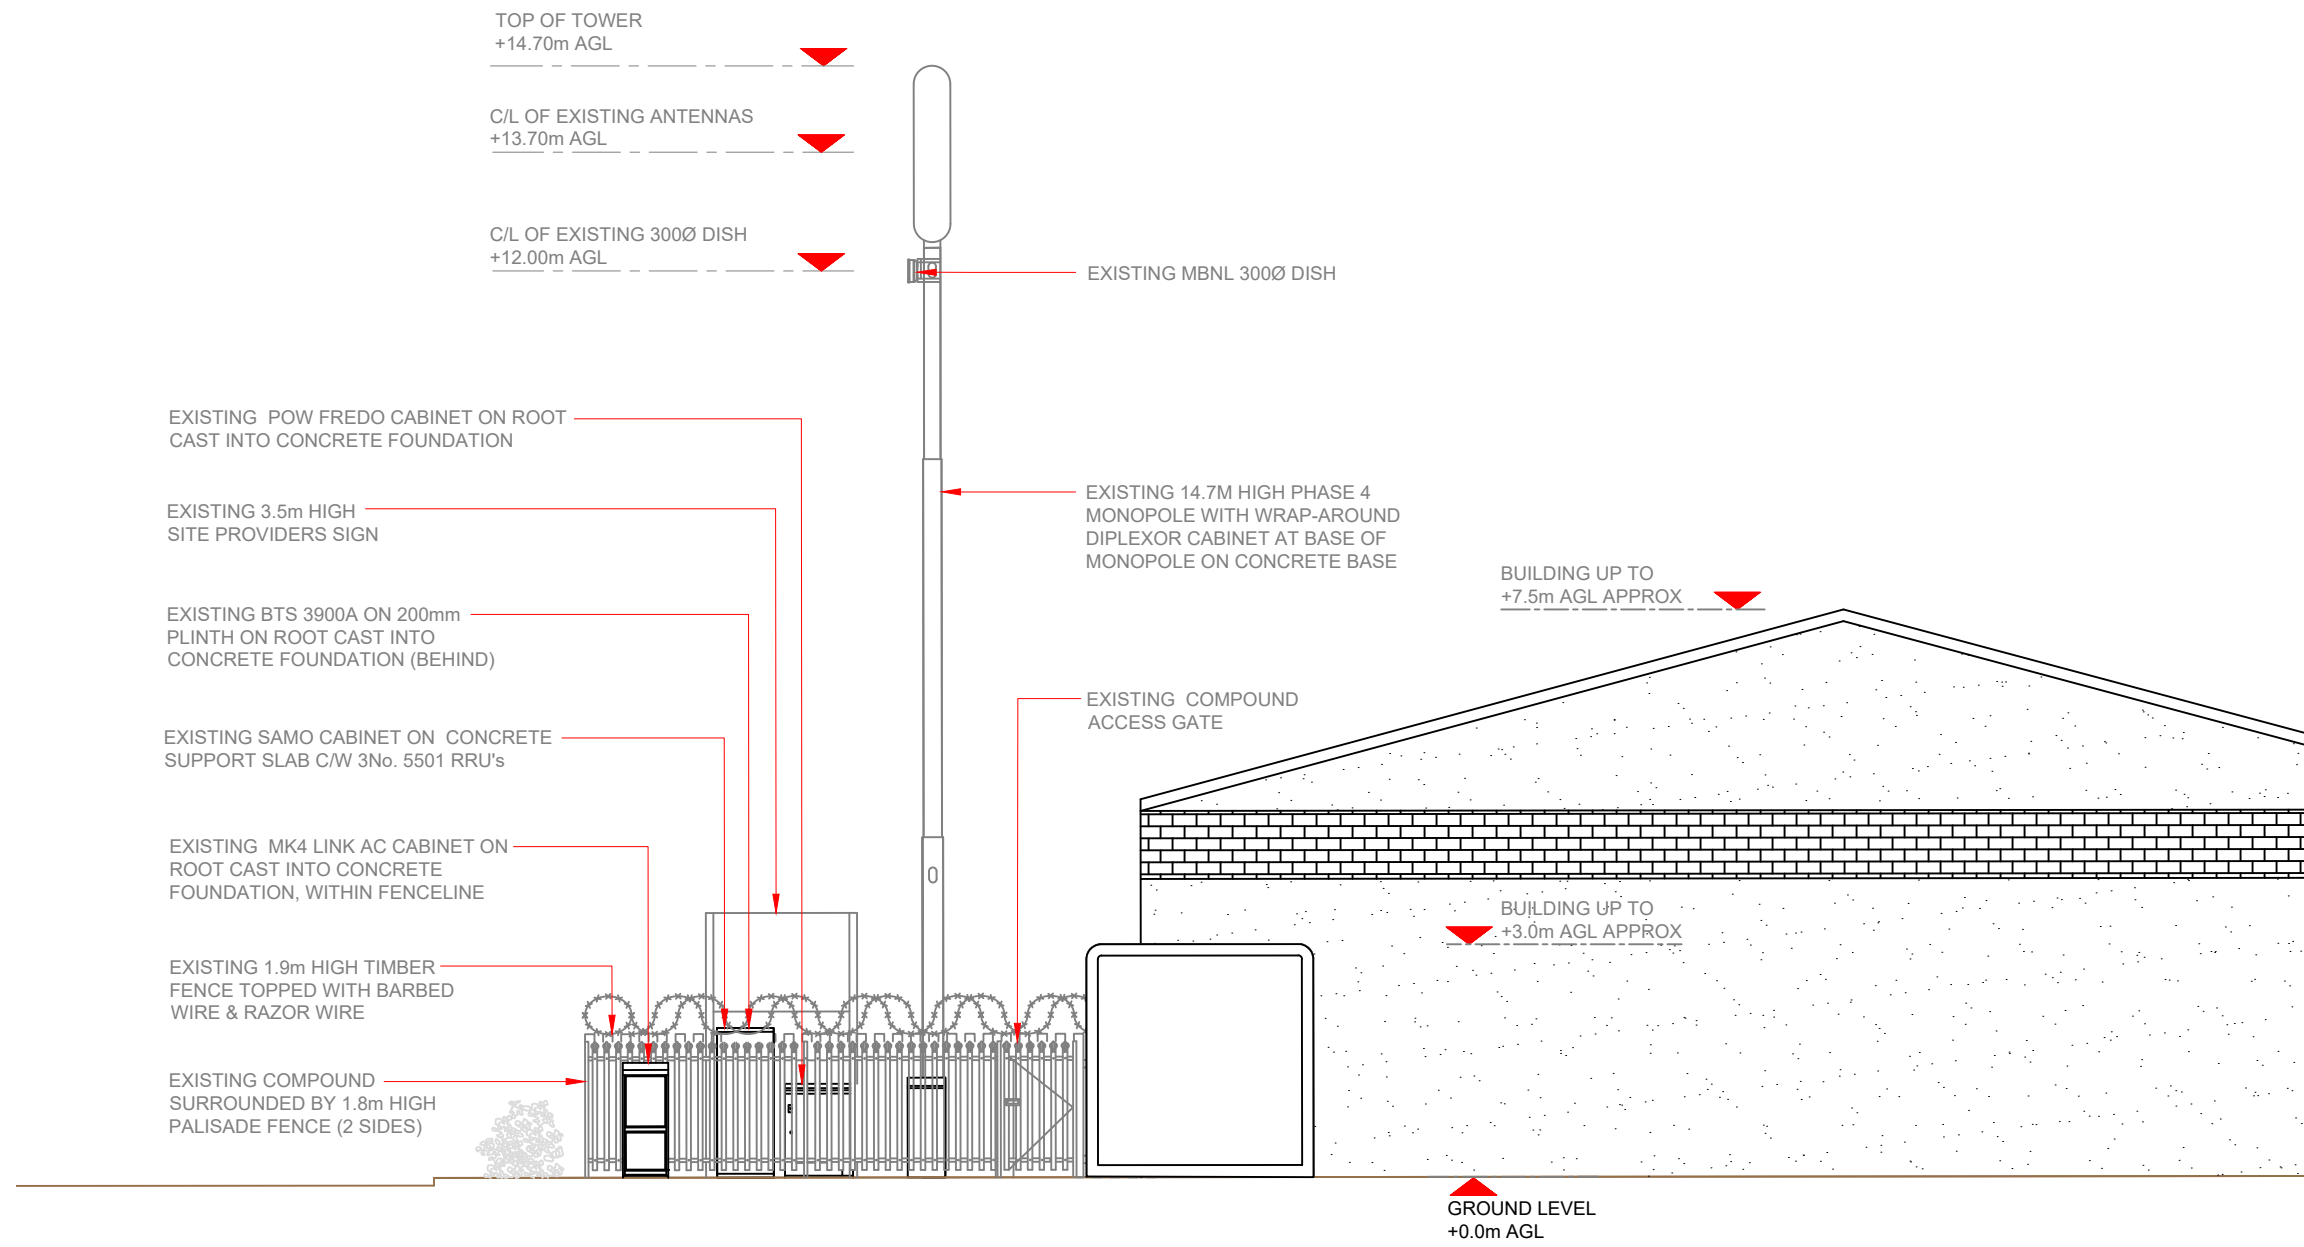 TOP OF TOWER
+14.70m AGL
C/L OF EXISTING ANTENNAS
+13.70m AGL
C/L OF EXISTING 300Ø DISH
+12.00m AGL
EXISTING MBNL 300Ø DISH
EXISTING POW FREDO CABINET ON ROOT
CAST INTO CONCRETE FOUNDATION
EXISTING 3.5m HIGH
SITE PROVIDERS SIGN
EXISTING 14.7M HIGH PHASE 4
MONOPOLE WITH WRAP-AROUND
DIPLEXOR CABINET AT BASE OF
MONOPOLE ON CONCRETE BASE
BUILDING UP TO
+7.5m AGL APPROX
EXISTING BTS 3900A ON 200mm
PLINTH ON ROOT CAST INTO
CONCRETE FOUNDATION (BEHIND)
EXISTING COMPOUND
ACCESS GATE
EXISTING SAMO CABINET ON CONCRETE
SUPPORT SLAB C/W 3No. 5501 RRU's
EXISTING MK4 LINK AC CABINET ON
ROOT CAST INTO CONCRETE
FOUNDATION, WITHIN FENCELINE
BUILDING UP TO
+3.0m AGL APPROX
EXISTING 1.9m HIGH TIMBER
FENCE TOPPED WITH BARBED
WIRE & RAZOR WIRE
EXISTING COMPOUND
SURROUNDED BY 1.8m HIGH
PALISADE FENCE (2 SIDES)
GROUND LEVEL
+0.0m AGL